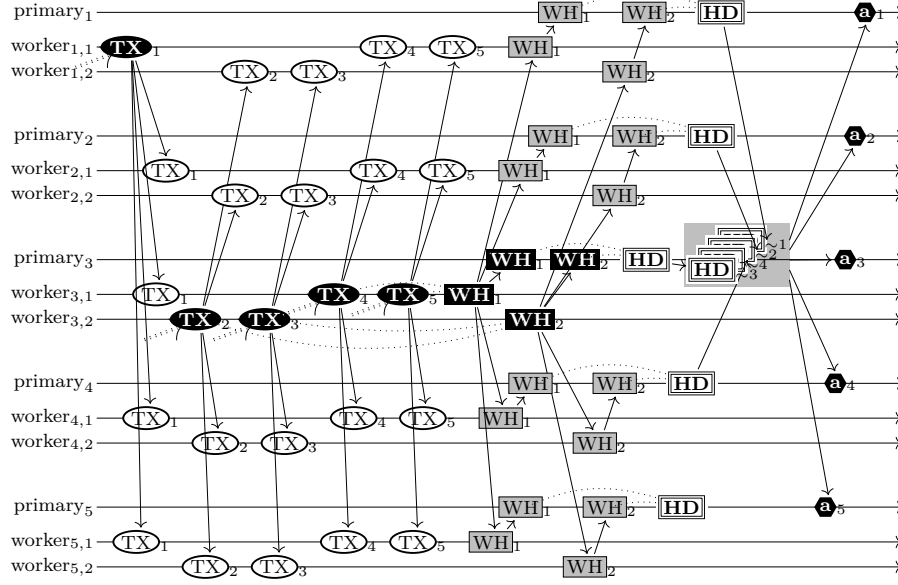 primary1 WH1 WH2 HD a1
worker1,1 TX1 TX4 TX5 WH1
worker1,2 TX2 TX3 WH2
primary2 WH1 WH2 HD a2
worker2,1 TX1 TX4 TX5 WH1
worker2,2 TX2 TX3 WH2
primary3 WH1 WH2 HD HD ~3 ~4 ~2 ~1 a3
worker3,1 TX1 TX4 TX5 WH1
worker3,2 TX2 TX3 WH2
primary4 WH1 WH2 HD a4
worker4,1 TX1 TX4 TX5 WH1
worker4,2 TX2 TX3 WH2
primary5 WH1 WH2 HD a5
worker5,1 TX1 TX4 TX5 WH1
worker5,2 TX2 TX3 WH2